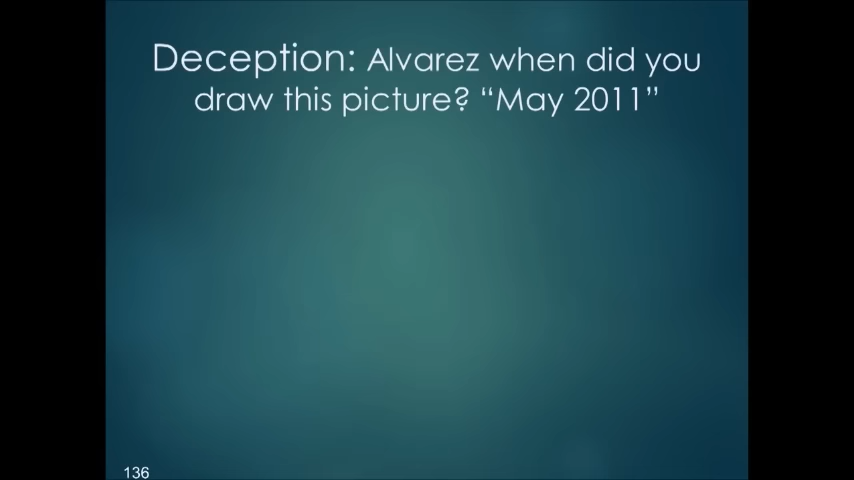 Deception: Alvarez when did you
draw this picture? “May 2011”
136